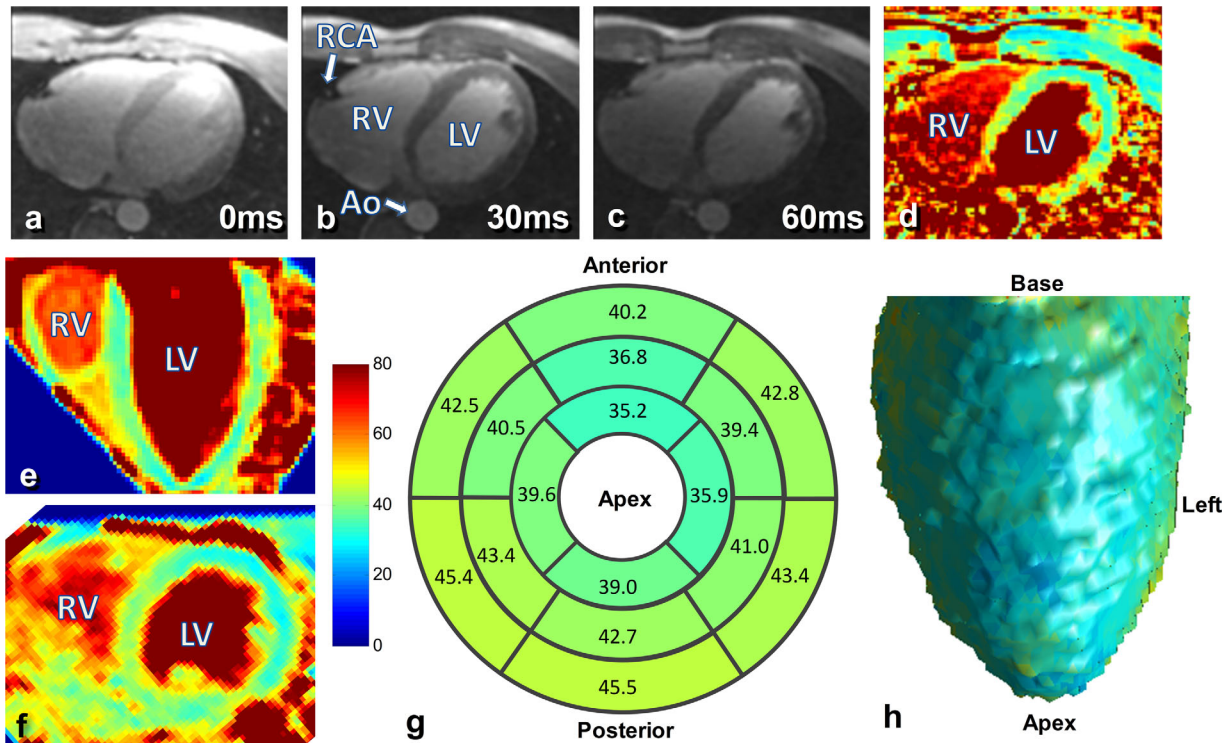 RCA
RV
LV
Ao
RV
LV
a
0ms
b
30ms
c
60ms
d
RV
LV
e
RV
LV
f
80
60
40
20
0
Anterior
40.2
36.8
35.2
42.5
42.8
40.5
39.4
39.6
Apex
35.9
43.4
41.0
45.4
43.4
39.0
42.7
45.5
g
Posterior
Base
Left
h
Apex